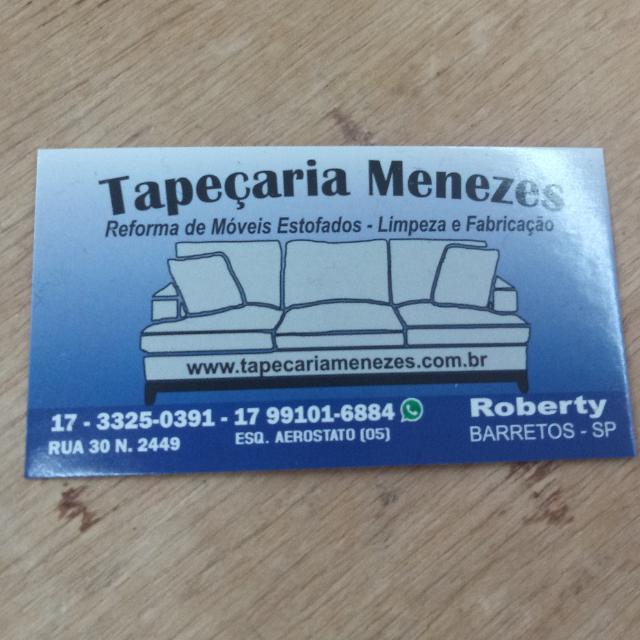 Tapeçaria Menezes
Reforma de Móveis Estofados - Limpeza e Fabricação
www.tapecariamenezes.com.br
17 - 3325-0391 - 17 99101-6884
Roberty
RUA 30 N. 2449
ESQ. AEROSTATO (05)
BARRETOS - SP